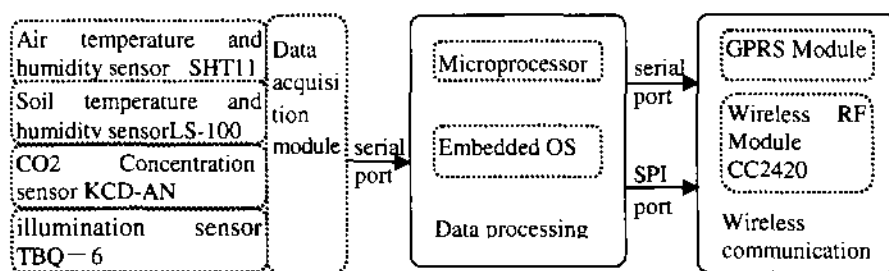 Air temperature and
humidity sensor SHT11
Soil temperature and
humidity sensorLS-100
CO2 Concentration
sensor KCD-AN
illumination sensor
TBQ-6
Data
acquisi
tion
module
serial
port
Microprocessor
Embedded OS
Data processing
serial
port
SPI
port
GPRS Module
Wireless RF
Module
CC2420
Wireless
communication